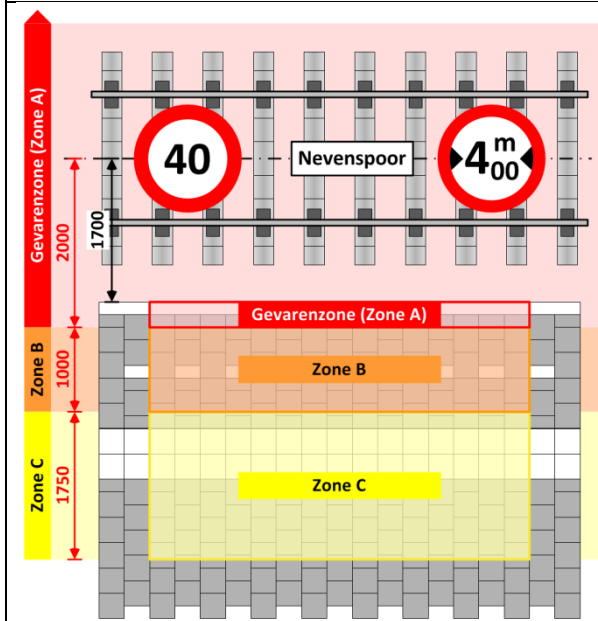 Gevarenzone (Zone A)
2000
1700
40
Nevenspoor
4 m 00
Gevarenzone (Zone A)
Zone B
1000
Zone B
Zone C
1750
Zone C